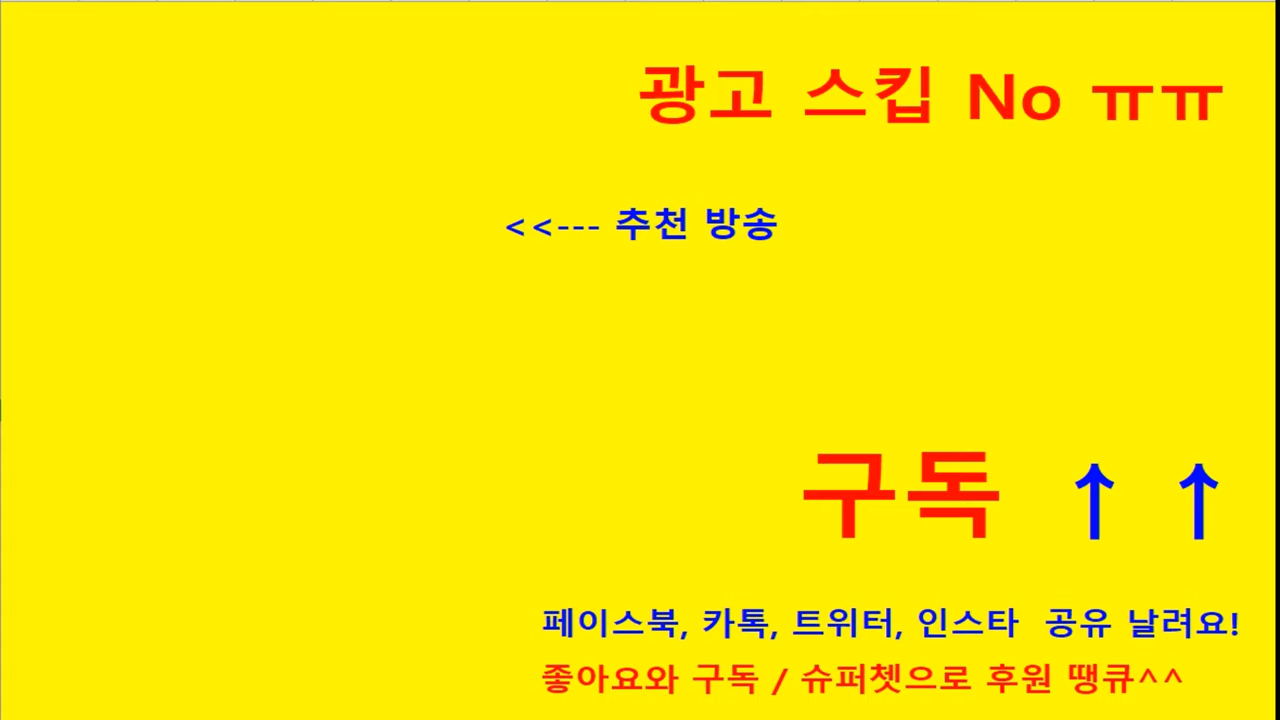 광고 스킵 No ㅠㅠ
<<--- 추천 방송
구독 ↑ ↑
페이스북, 카톡, 트위터, 인스타 공유 날려요!
좋아요와 구독 / 슈퍼쳇으로 후원 땡큐^^